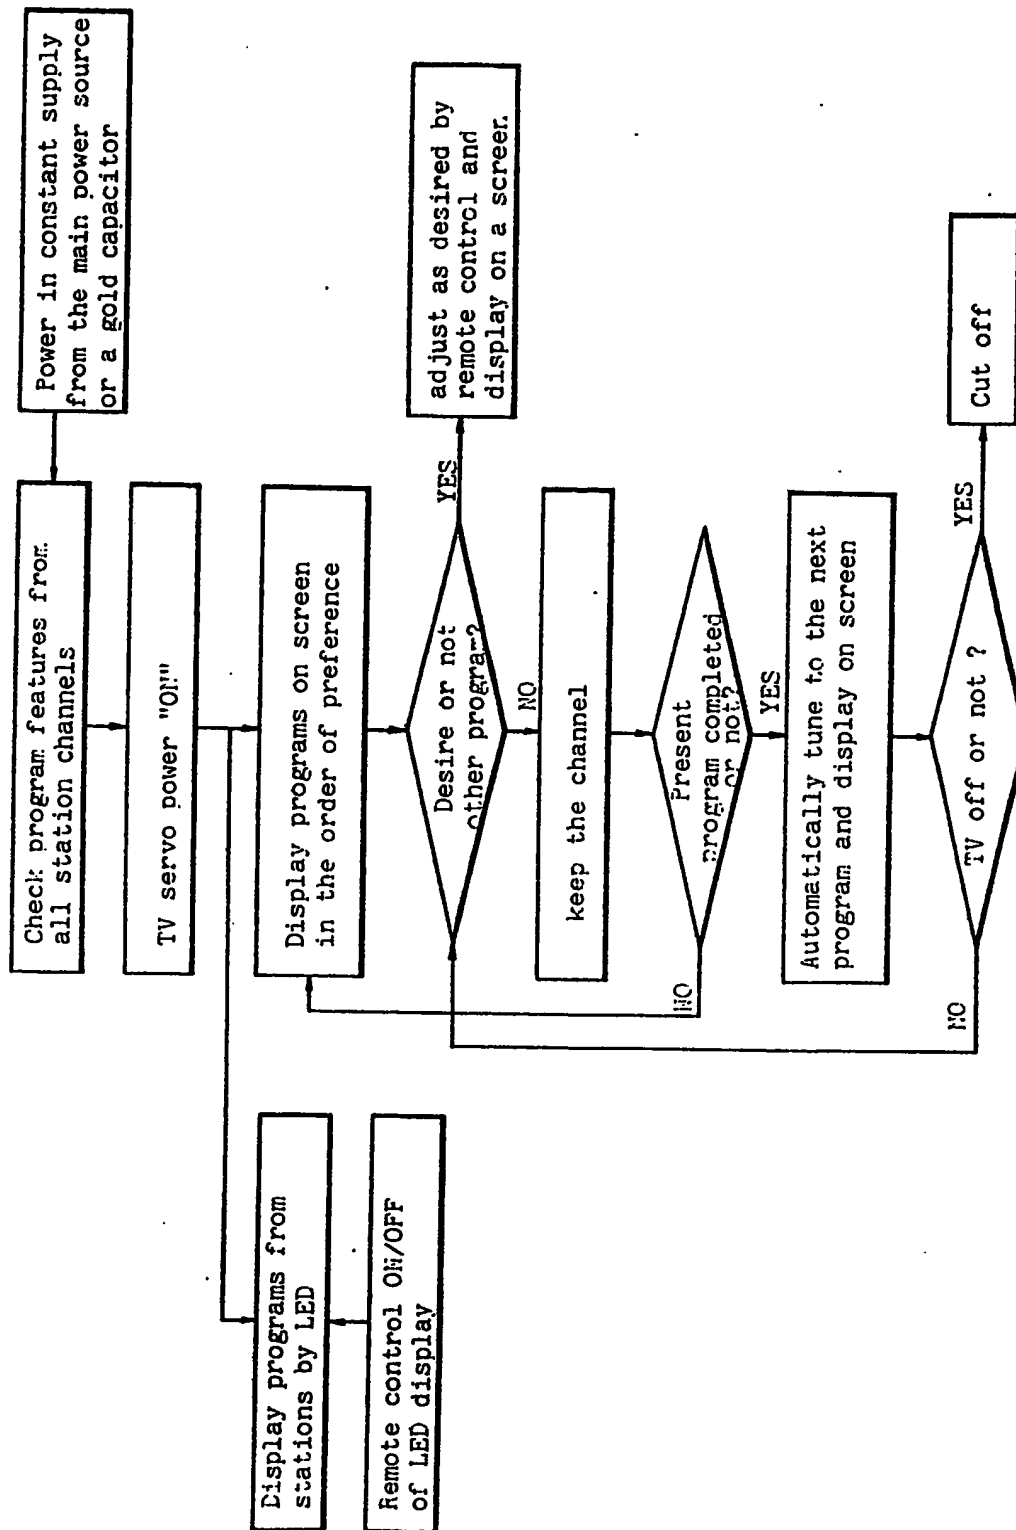 Power in constant supply
from the main power source
or a gold capacitor
Check program features from
all station channels
TV servo power "ON"
Display programs on screen
in the order of preference
Desire or not
other program?
YES
adjust as desired by
remote control and
display on a screen.
NO
keep the channel
Present
program completed
or not?
NO
YES
Automatically tune to the next
program and display on screen
TV off or not ?
NO
YES
Cut off
Display programs from
stations by LED
Remote control ON/OFF
of LED display